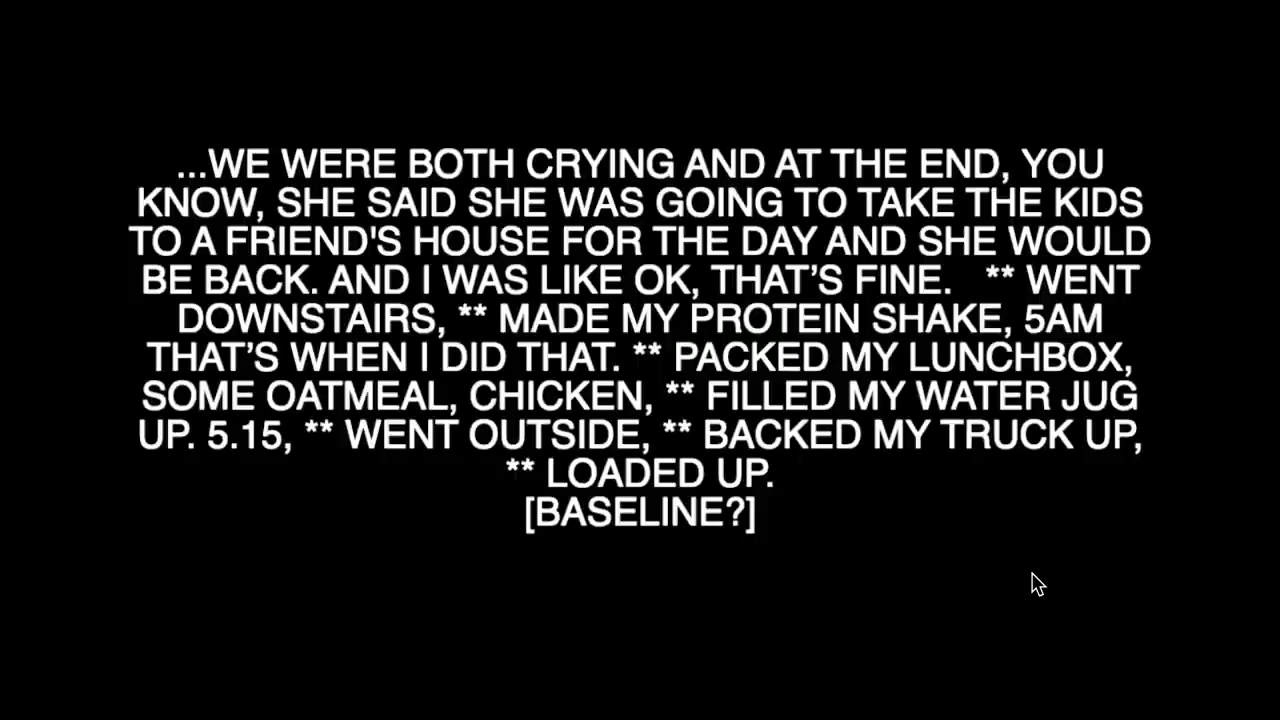 ...WE WERE BOTH CRYING AND AT THE END, YOU
KNOW, SHE SAID SHE WAS GOING TO TAKE THE KIDS
TO A FRIEND'S HOUSE FOR THE DAY AND SHE WOULD
BE BACK. AND I WAS LIKE OK, THAT’S FINE.    ** WENT
DOWNSTAIRS, ** MADE MY PROTEIN SHAKE, 5AM
THAT’S WHEN I DID THAT. ** PACKED MY LUNCHBOX,
SOME OATMEAL, CHICKEN, ** FILLED MY WATER JUG
UP. 5.15, ** WENT OUTSIDE, ** BACKED MY TRUCK UP,
** LOADED UP.
[BASELINE?]